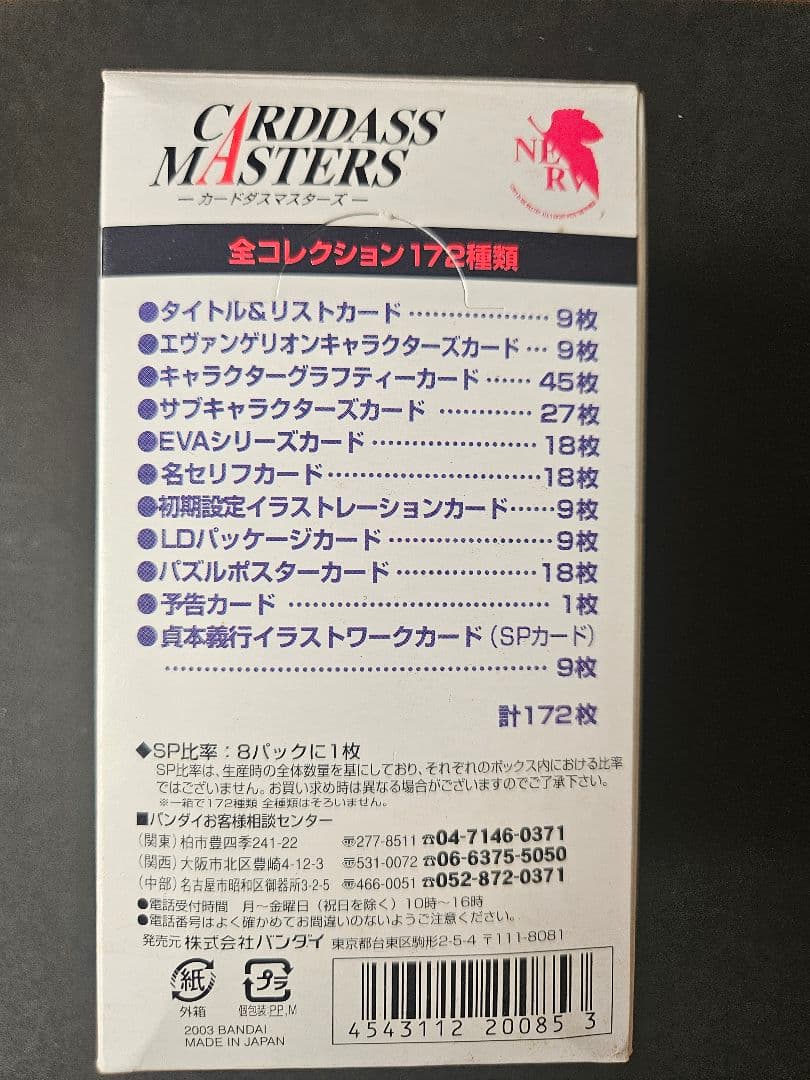 CARDDASS
MASTERS
ーカードダスマスターズー
NERV
全コレクション172種類
●タイトル&リストカード ………………… 9枚
●エヴァンゲリオンキャラクターズカード … 9枚
●キャラクターグラフティーカード …… 45枚
●サブキャラクターズカード ………… 27枚
●EVAシリーズカード ………………… 18枚
●名セリフカード ……………………… 18枚
●初期設定イラストレーションカード …… 9枚
●LDパッケージカード ………………… 9枚
●パズルポスターカード ……………… 18枚
●予告カード …………………………… 1枚
●貞本義行イラストワークカード(SPカード)
………………………………………… 9枚
計172枚
◆SP比率:8パックに1枚
SP比率は、生産時の全体数量を基にしており、それぞれのボックス内における比率
ではございません。お買い求め時は異なる場合がございますのでご了承下さい。
※一箱で172種類 全種類はそろいません。
■バンダイお客様相談センター
(関東)柏市豊四季241-22 〒277-8511 ☎04-7146-0371
(関西)大阪市北区豊崎4-12-3 〒531-0072 ☎06-6375-5050
(中部)名古屋市昭和区御器所3-2-5 〒466-0051 ☎052-872-0371
●電話受付時間 月〜金曜日(祝日を除く)10時〜16時
●電話番号はよく確かめてお間違いのないようご注意ください。
発売元 株式会社バンダイ 東京都台東区駒形2-5-4 〒111-8081
紙
外箱
プラ
個包装:PP,M
2003 BANDAI
MADE IN JAPAN
4543112 20085 3